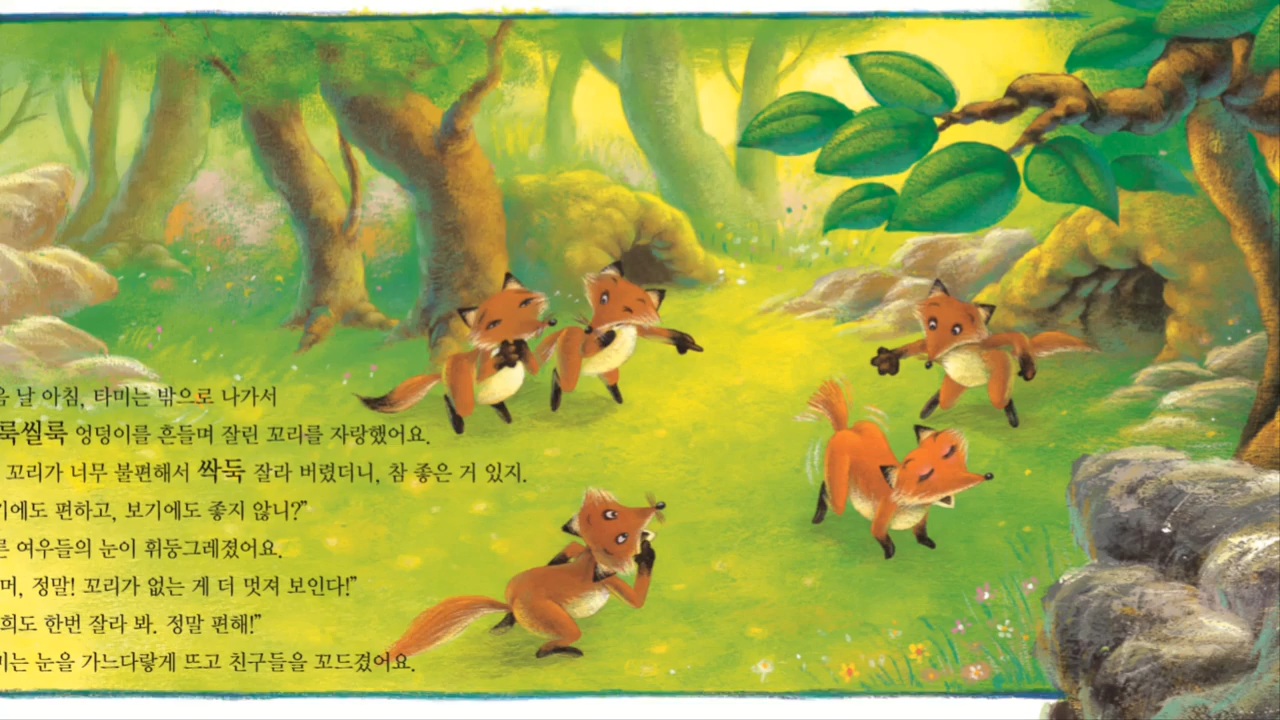 날 아침, 타미는 밖으로 나가서
룩씰룩 엉덩이를 흔들며 잘린 꼬리를 자랑했어요.
꼬리가 너무 불편해서 싹둑 잘라 버렸더니, 참 좋은 거 있지.
기에도 편하고, 보기에도 좋지 않니?”
여우들의 눈이 휘둥그레졌어요.
머, 정말! 꼬리가 없는 게 더 멋져 보인다!”
희도 한번 잘라 봐. 정말 편해!”
미는 눈을 가느다랗게 뜨고 친구들을 꼬드겼어요.